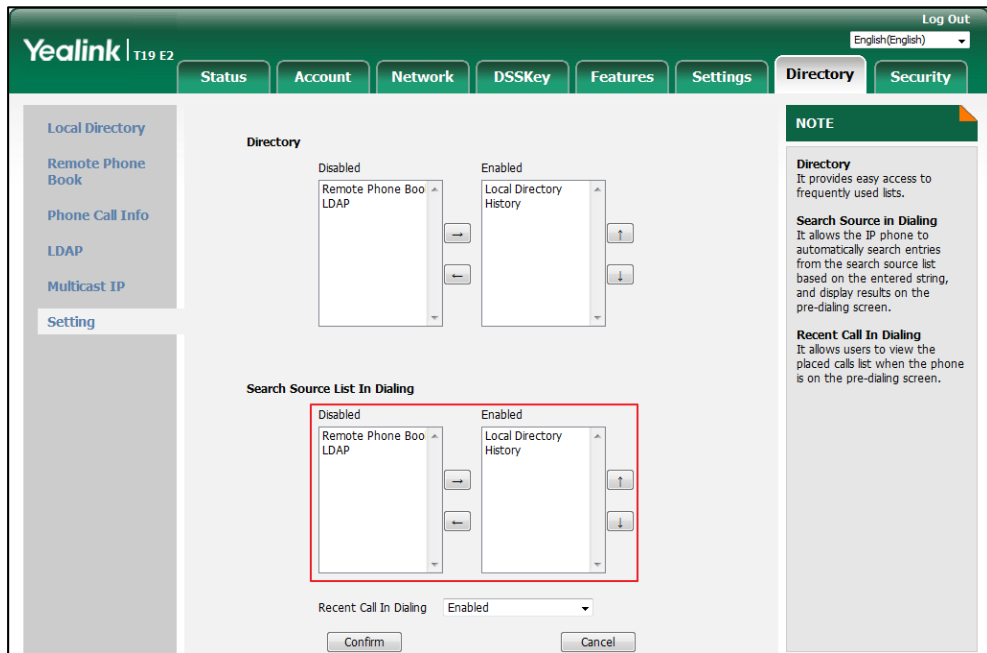 Log Out
Yealink | T19 E2
English(English)
Status
Account
Network
DSSKey
Features
Settings
Directory
Security
Local Directory
Remote Phone
Book
Phone Call Info
LDAP
Multicast IP
Setting
Directory
Disabled
Enabled
Remote Phone Boo
LDAP
Local Directory
History
→
←
↑
↓
Search Source List In Dialing
Disabled
Enabled
Remote Phone Boo
LDAP
Local Directory
History
→
←
↑
↓
Recent Call In Dialing
Enabled
Confirm
Cancel
NOTE
Directory
It provides easy access to
frequently used lists.
Search Source in Dialing
It allows the IP phone to
automatically search entries
from the search source list
based on the entered string,
and display results on the
pre-dialing screen.
Recent Call In Dialing
It allows users to view the
placed calls list when the phone
is on the pre-dialing screen.